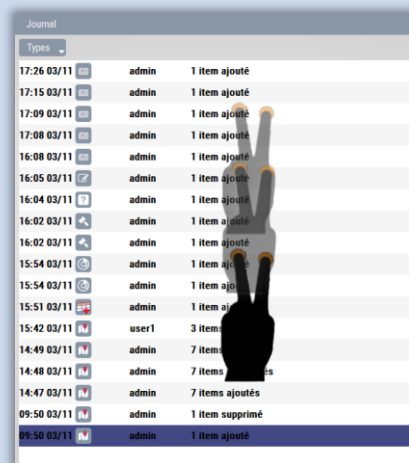 Journal
Types
17:26 03/11 admin 1 item ajouté
17:15 03/11 admin 1 item ajouté
17:09 03/11 admin 1 item ajouté
17:08 03/11 admin 1 item ajouté
16:08 03/11 admin 1 item ajouté
16:05 03/11 admin 1 item ajouté
16:04 03/11 ? admin 1 item ajouté
16:02 03/11 admin 1 item ajouté
16:02 03/11 admin 1 item ajouté
15:54 03/11 admin 1 item ajouté
15:54 03/11 admin 1 item
15:51 03/11 admin 1 item
15:42 03/11 user1 3 items
14:49 03/11 admin 7 items
14:48 03/11 admin 7 items
14:47 03/11 admin 7 items ajoutés
09:50 03/11 admin 1 item supprimé
09:50 03/11 admin 1 item ajouté